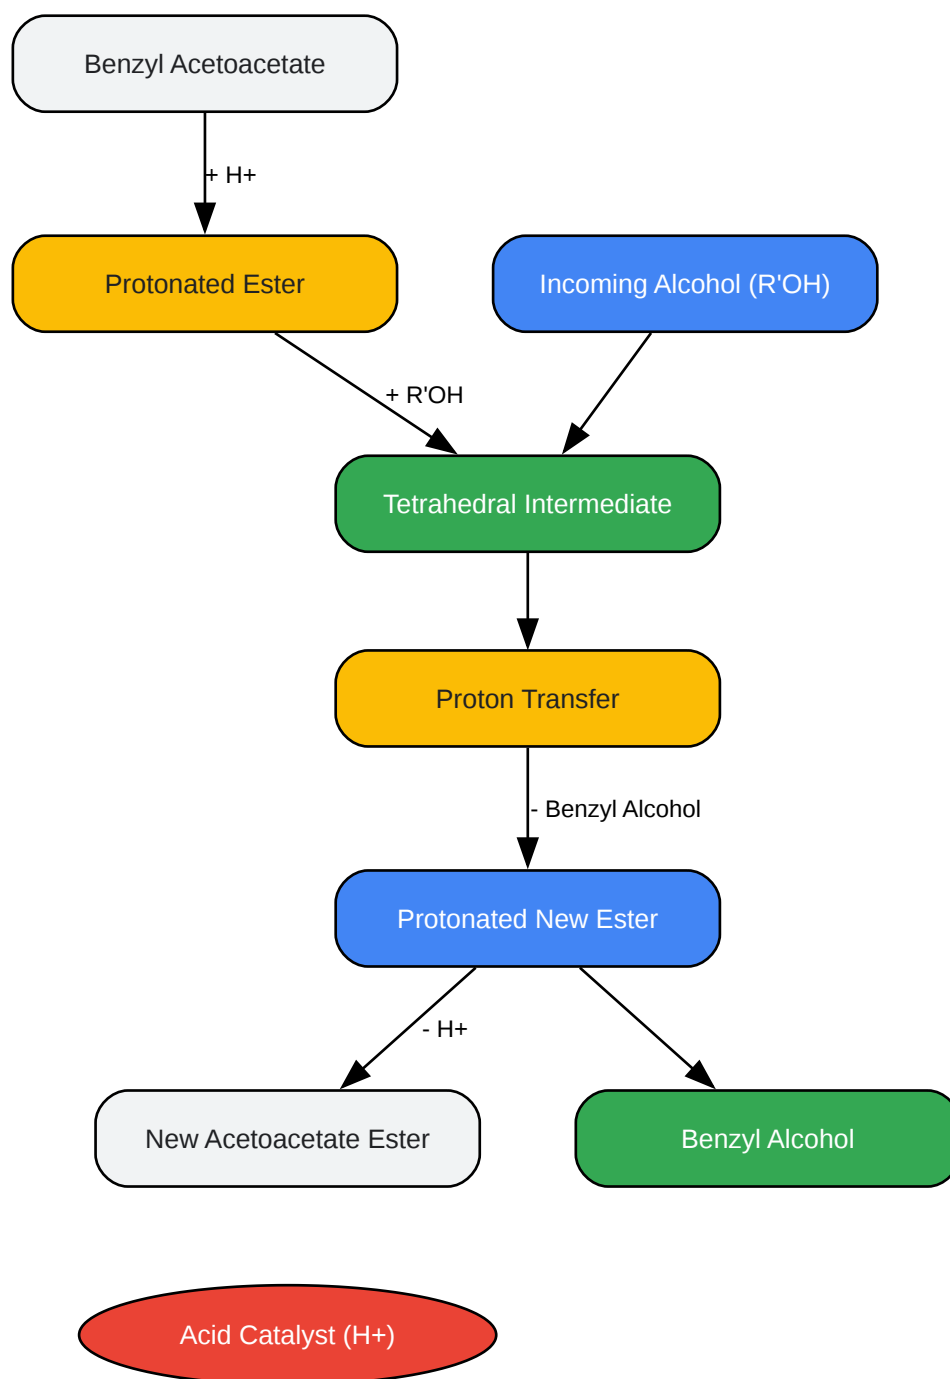 Benzyl Acetoacetate
+ H+
Protonated Ester
Incoming Alcohol (R'OH)
+ R'OH
Tetrahedral Intermediate
Proton Transfer
- Benzyl Alcohol
Protonated New Ester
- H+
New Acetoacetate Ester
Benzyl Alcohol
Acid Catalyst (H+)